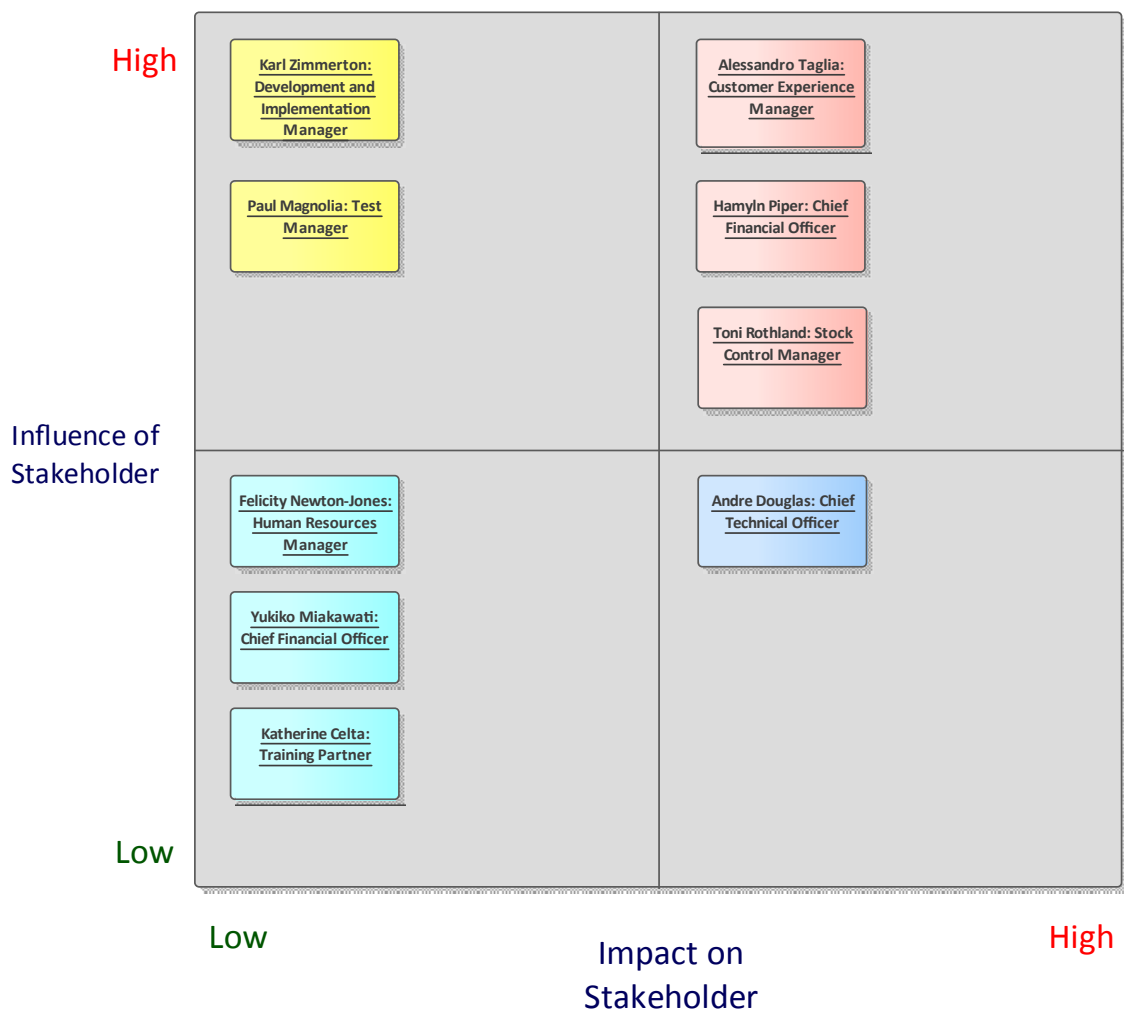 High
Karl Zimmerton:
Development and
Implementation
Manager
Alessandro Taglia:
Customer Experience
Manager
Paul Magnolia: Test
Manager
Hamyln Piper: Chief
Financial Officer
Toni Rothland: Stock
Control Manager
Influence of
Stakeholder
Felicity Newton-Jones:
Human Resources
Manager
Andre Douglas: Chief
Technical Officer
Yukiko Miakawati:
Chief Financial Officer
Katherine Celta:
Training Partner
Low
Low
Impact on
Stakeholder
High